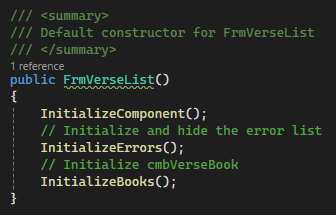 /// <summary>
/// Default constructor for FrmVerseList
/// </summary>
1 reference
public FrmVerseList()
{
    InitializeComponent();
    // Initialize and hide the error list
    InitializeErrors();
    // Initialize cmbVerseBook
    InitializeBooks();
}